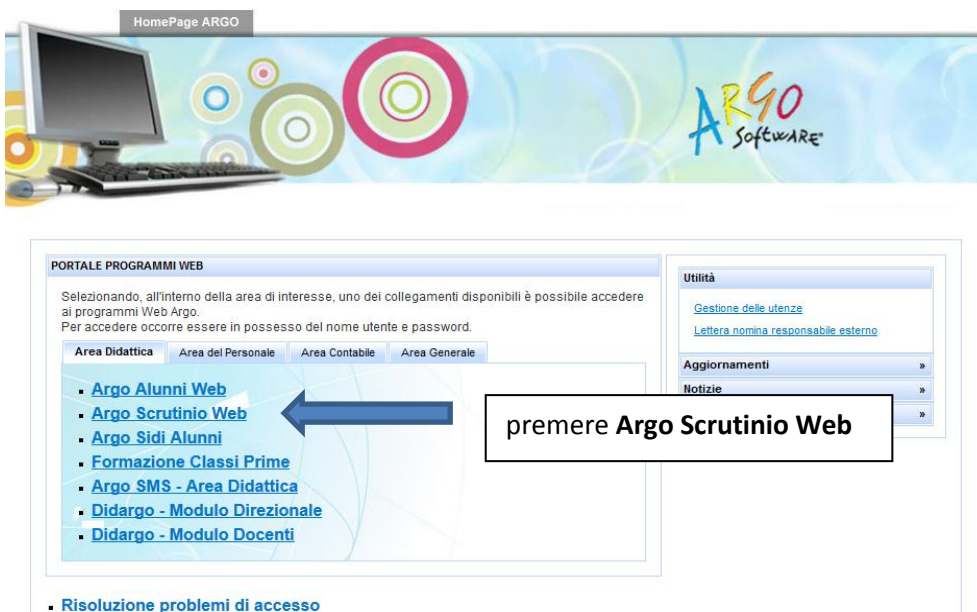 HomePage ARGO
ARGO
Software
PORTALE PROGRAMMI WEB
Selezionando, all'interno della area di interesse, uno dei collegamenti disponibili è possibile accedere
ai programmi Web Argo.
Per accedere occorre essere in possesso del nome utente e password.
Area Didattica Area del Personale Area Contabile Area Generale
Argo Alunni Web
Argo Scrutinio Web
Argo Sidi Alunni
Formazione Classi Prime
Argo SMS - Area Didattica
Didargo - Modulo Direzionale
Didargo - Modulo Docenti
Utilità
Gestione delle utenze
Lettera nomina responsabile esterno
Aggiornamenti »
Notizie »
»
premere Argo Scrutinio Web
Risoluzione problemi di accesso